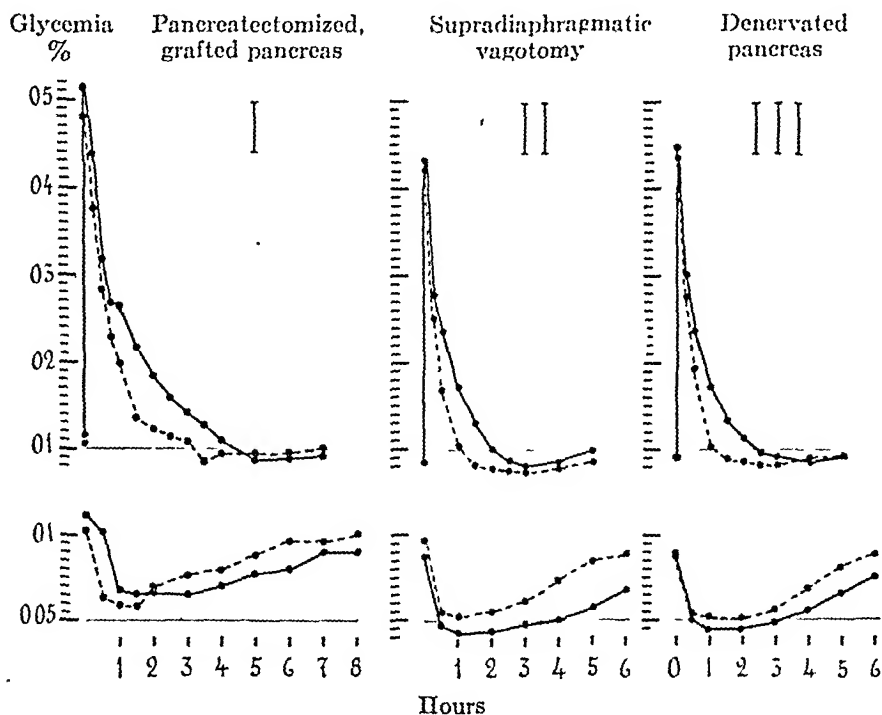 Glycemia
%
Pancreatectomized,
grafted pancreas
Supradiaphragmatic
vagotomy
Denervated
pancreas
I
II
III
05
04
03
02
01
01
005
1 2 3 4 5 6 7 8
1 2 3 4 5 6
0 1 2 3 4 5 6
Hours